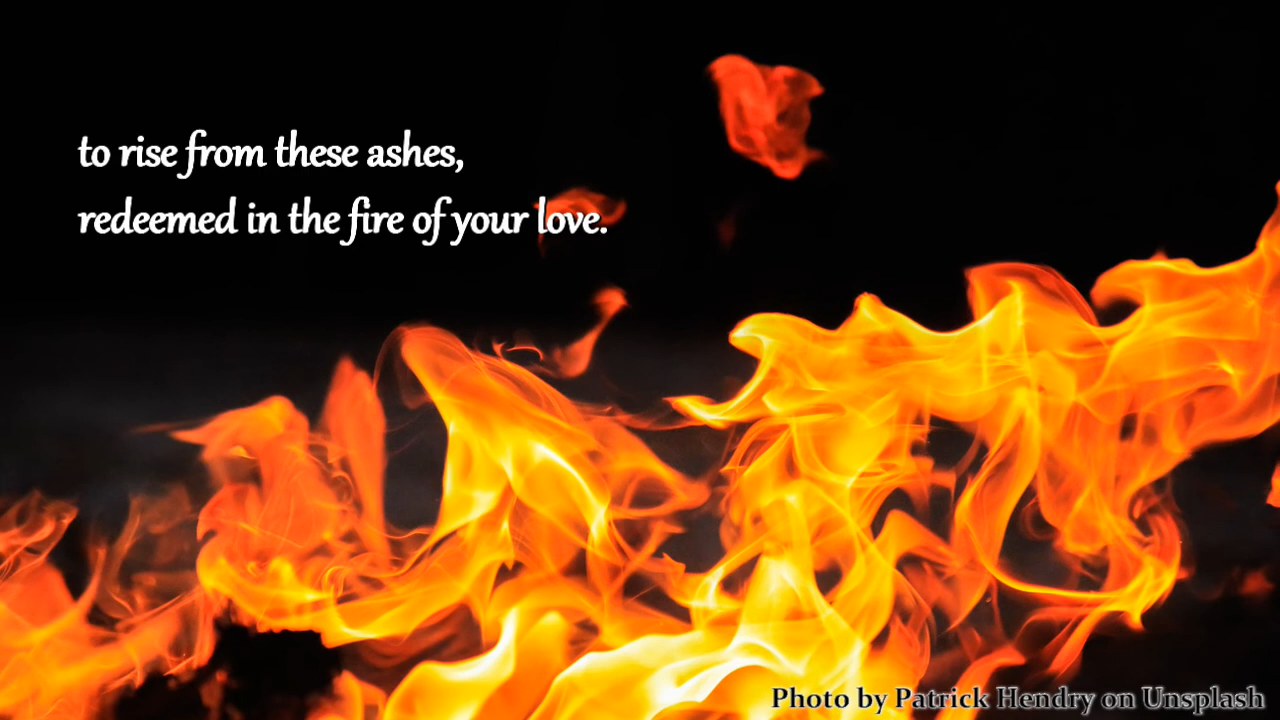 to rise from these ashes,
redeemed in the fire of your love.
Photo by Patrick Hendry on Unsplash